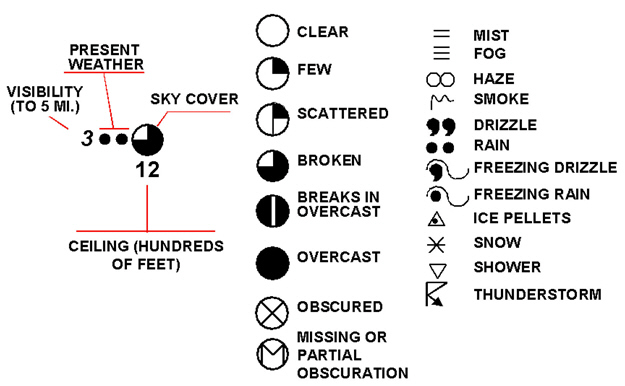 PRESENT
WEATHER
VISIBILITY
(TO 5 MI.)
SKY COVER
3
12
CEILING (HUNDREDS
OF FEET)
CLEAR
FEW
SCATTERED
BROKEN
BREAKS IN
OVERCAST
OVERCAST
OBSCURED
MISSING OR
PARTIAL
OBSCURATION
MIST
FOG
HAZE
SMOKE
DRIZZLE
RAIN
FREEZING DRIZZLE
FREEZING RAIN
ICE PELLETS
SNOW
SHOWER
THUNDERSTORM